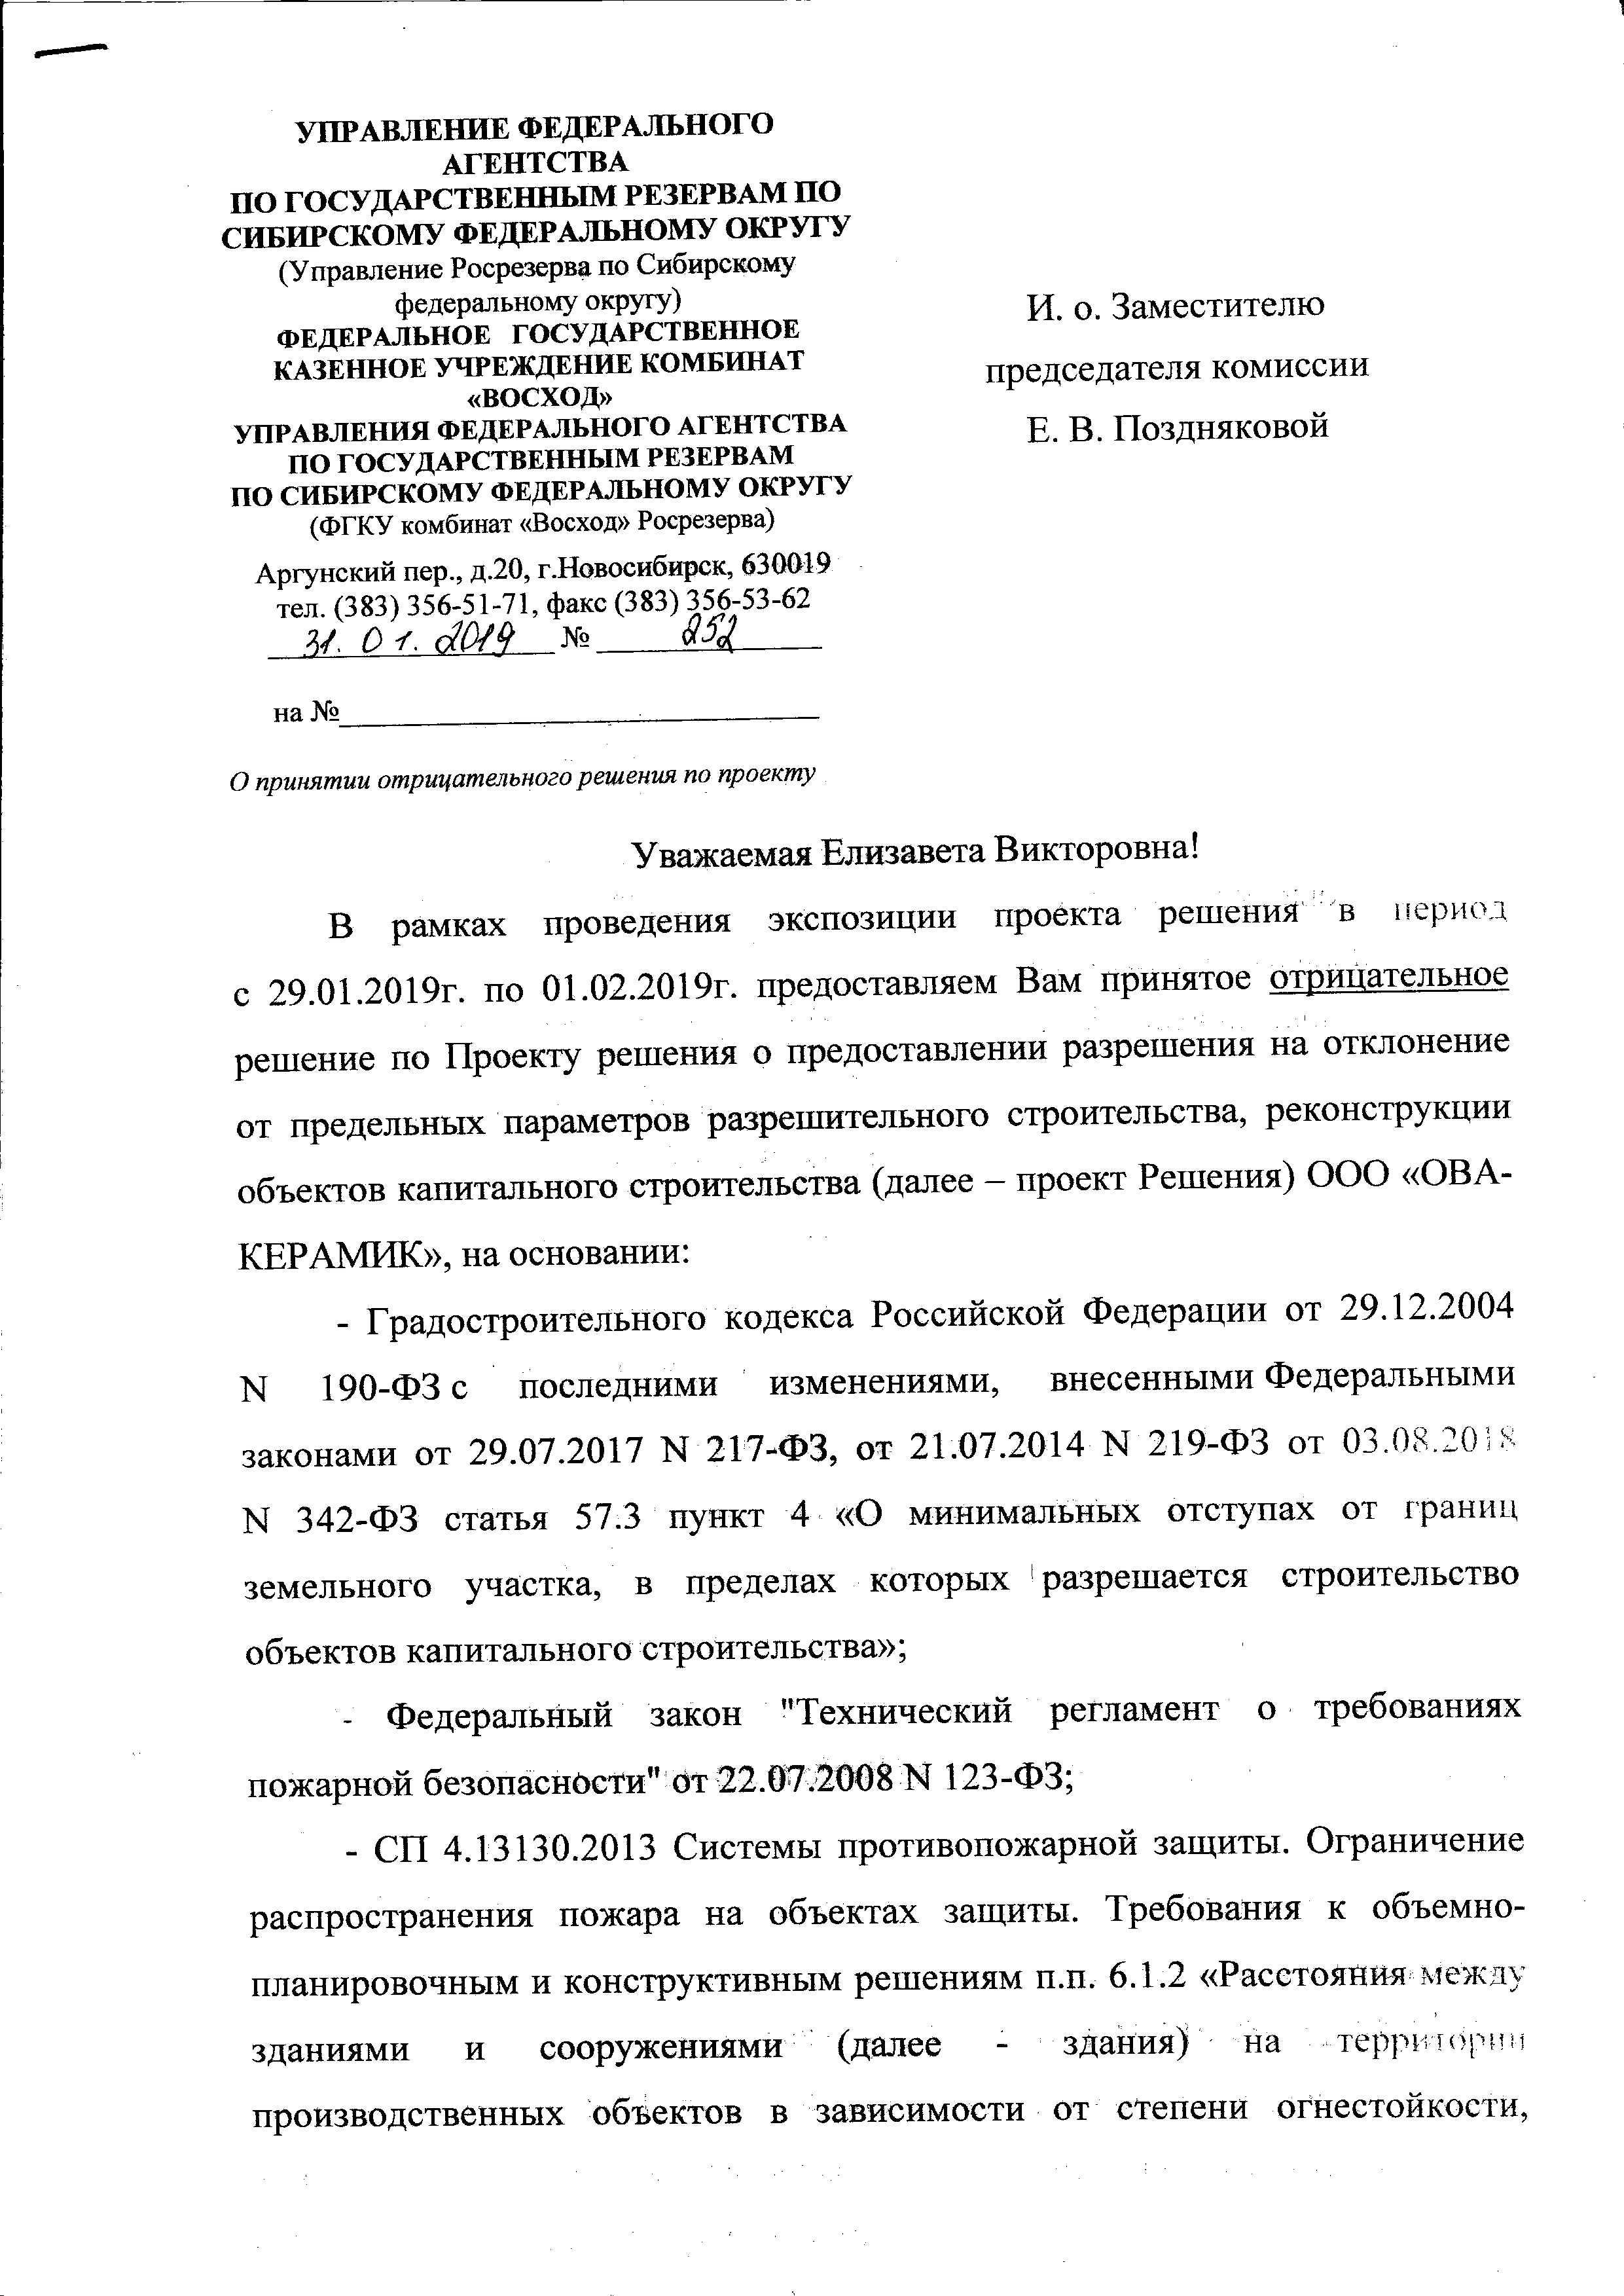 УПРАВЛЕНИЕ ФЕДЕРАЛЬНОГО
АГЕНТСТВА
ПО ГОСУДАРСТВЕННЫМ РЕЗЕРВАМ ПО
СИБИРСКОМУ ФЕДЕРАЛЬНОМУ ОКРУГУ
(Управление Росрезерва по Сибирскому
федеральному округу)
ФЕДЕРАЛЬНОЕ ГОСУДАРСТВЕННОЕ
КАЗЕННОЕ УЧРЕЖДЕНИЕ КОМБИНАТ
«ВОСХОД»
УПРАВЛЕНИЯ ФЕДЕРАЛЬНОГО АГЕНТСТВА
ПО ГОСУДАРСТВЕННЫМ РЕЗЕРВАМ
ПО СИБИРСКОМУ ФЕДЕРАЛЬНОМУ ОКРУГУ
(ФГКУ комбинат «Восход» Росрезерва)
Аргунский пер., д.20, г.Новосибирск, 630019
тел. (383) 356-51-71, факс (383) 356-53-62
31. 01. 2019 № 252
на №
И. о. Заместителю
председателя комиссии
Е. В. Поздняковой
О принятии отрицательного решения по проекту
Уважаемая Елизавета Викторовна!
В рамках проведения экспозиции проекта решения в период
с 29.01.2019г. по 01.02.2019г. предоставляем Вам принятое отрицательное
решение по Проекту решения о предоставлении разрешения на отклонение
от предельных параметров разрешительного строительства, реконструкции
объектов капитального строительства (далее – проект Решения) ООО «ОВА-
КЕРАМИК», на основании:
- Градостроительного кодекса Российской Федерации от 29.12.2004
N 190-ФЗ с последними изменениями, внесенными Федеральными
законами от 29.07.2017 N 217-ФЗ, от 21.07.2014 N 219-ФЗ от 03.08.2018
N 342-ФЗ статья 57.3 пункт 4 «О минимальных отступах от границ
земельного участка, в пределах которых разрешается строительство
объектов капитального строительства»;
- Федеральный закон "Технический регламент о требованиях
пожарной безопасности" от 22.07.2008 N 123-ФЗ;
- СП 4.13130.2013 Системы противопожарной защиты. Ограничение
распространения пожара на объектах защиты. Требования к объемно-
планировочным и конструктивным решениям п.п. 6.1.2 «Расстояния между
зданиями и сооружениями (далее - здания) на территории
производственных объектов в зависимости от степени огнестойкости,